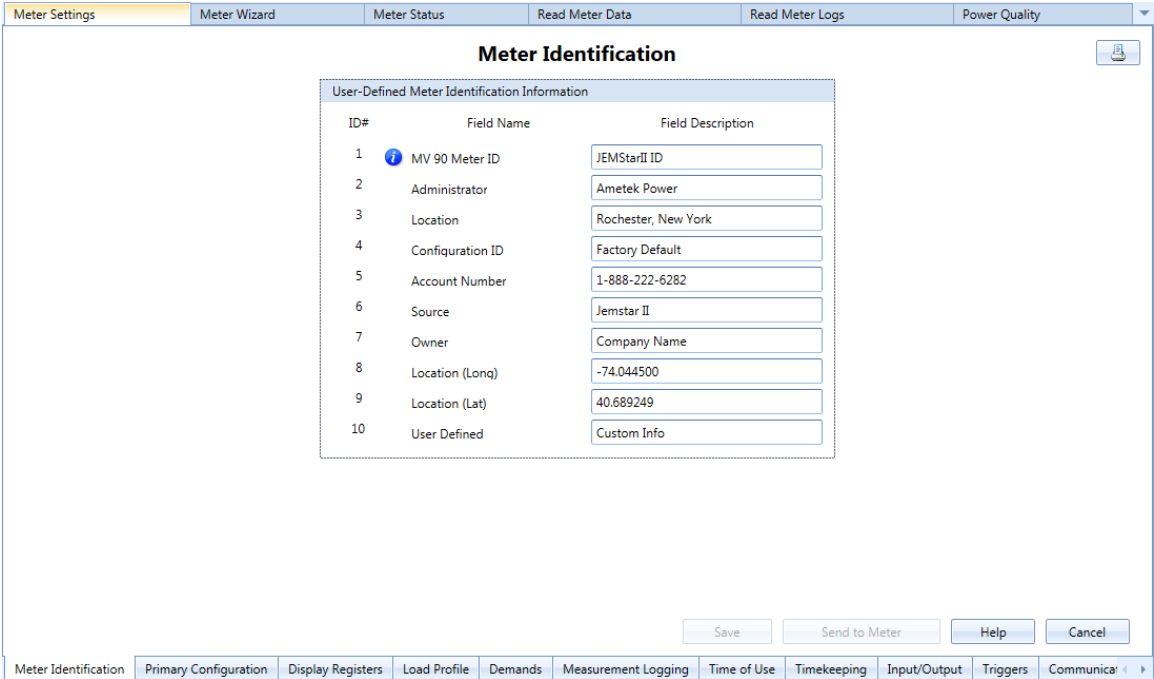 Meter Settings Meter Wizard Meter Status Read Meter Data Read Meter Logs Power Quality
Meter Identification
User-Defined Meter Identification Information
ID# Field Name Field Description
1 MV 90 Meter ID JEMStarII ID
2 Administrator Ametek Power
3 Location Rochester, New York
4 Configuration ID Factory Default
5 Account Number 1-888-222-6282
6 Source Jemstar II
7 Owner Company Name
8 Location (Long) -74.044500
9 Location (Lat) 40.689249
10 User Defined Custom Info
Save Send to Meter Help Cancel
Meter Identification Primary Configuration Display Registers Load Profile Demands Measurement Logging Time of Use Timekeeping Input/Output Triggers Communicat